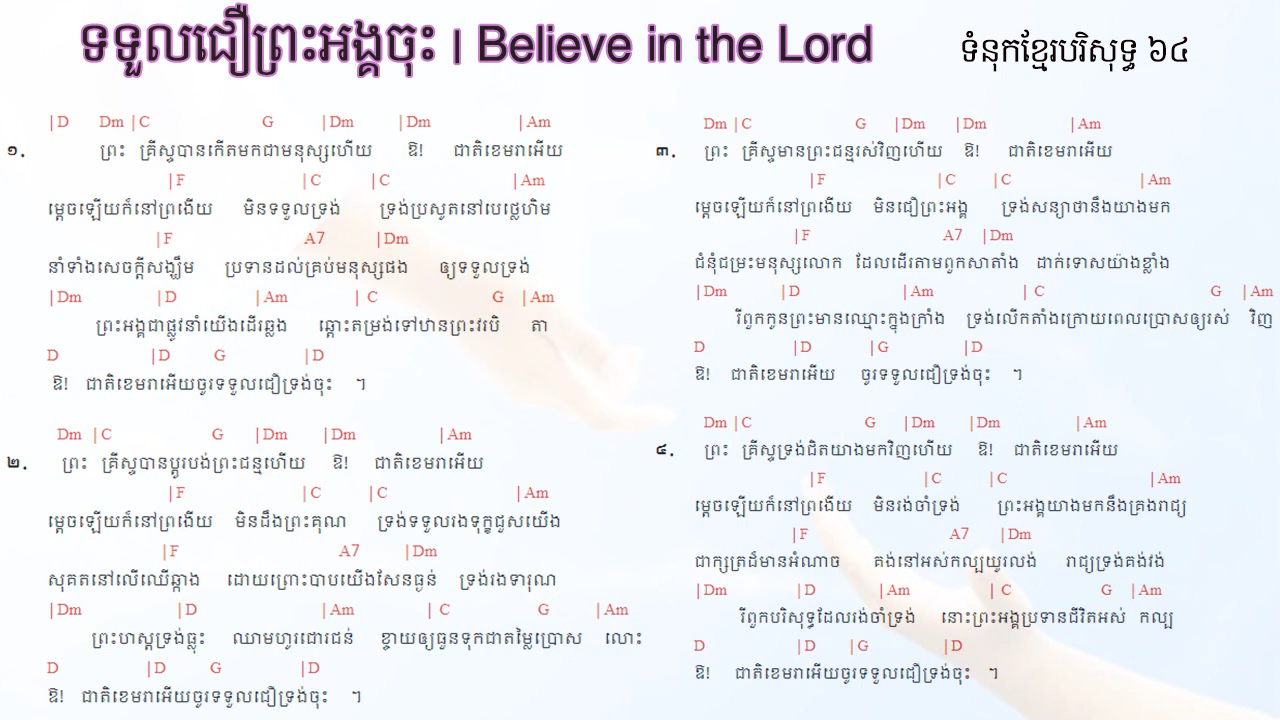 ទទួលជឿព្រះអង្គចុះ | Believe in the Lord
ទំនុកខ្មែរបរិសុទ្ធ ៦៤
|D Dm |C G |Dm |Dm |Am
១. ព្រះ គ្រីស្ទបានកើតមកជាមនុស្សហើយ ឱ! ជាតិខេមរាអើយ
|F |C |C |Am
ម្ដេចឡើយក៏នៅព្រងើយ មិនទទួលទ្រង់ ទ្រង់ប្រសូតនៅបេថ្លេហិម
|F A7 |Dm
នាំទាំងសេចក្ដីសង្ឃឹម ប្រទានដល់គ្រប់មនុស្សផង ឲ្យទទួលទ្រង់
|Dm |D |Am | C G |Am
ព្រះអង្គជាផ្លូវនាំយើងដើរឆ្លង ឆ្ពោះតម្រង់ទៅឋានព្រះវរបិ តា
D |D G |D
ឱ! ជាតិខេមរាអើយចូរទទួលជឿទ្រង់ចុះ ។
Dm |C G |Dm |Dm |Am
២. ព្រះ គ្រីស្ទបានប្ដូរបង់ព្រះជន្មហើយ ឱ! ជាតិខេមរាអើយ
|F |C |C |Am
ម្ដេចឡើយក៏នៅព្រងើយ មិនដឹងព្រះគុណ ទ្រង់ទទួលរងទុក្ខជួសយើង
|F A7 |Dm
សុគតនៅលើឈើឆ្កាង ដោយព្រោះបាបយើងសែនធ្ងន់ ទ្រង់រងទារុណ
|Dm |D |Am | C G |Am
ព្រះហស្តទ្រង់ធ្លុះ ឈាមហូរជោរជន់ ខ្ចាយឲ្យធួនទុកជាតម្លៃប្រោស លោះ
D |D G |D
ឱ! ជាតិខេមរាអើយចូរទទួលជឿទ្រង់ចុះ ។
Dm |C G |Dm |Dm |Am
៣. ព្រះ គ្រីស្ទមានព្រះជន្មរស់វិញហើយ ឱ! ជាតិខេមរាអើយ
|F |C |C |Am
ម្ដេចឡើយក៏នៅព្រងើយ មិនជឿព្រះអង្គ ទ្រង់សន្យាថានឹងយាងមក
|F A7 |Dm
ជំនុំជម្រះមនុស្សលោក ដែលដើរតាមពួកសាតាំង ដាក់ទោសយ៉ាងខ្លាំង
|Dm |D |Am | C G |Am
រីពួកកូនព្រះមានឈ្មោះក្នុងក្រាំង ទ្រង់លើកតាំងក្រោយពេលប្រោសឲ្យរស់ វិញ
D |D |G |D
ឱ! ជាតិខេមរាអើយ ចូរទទួលជឿទ្រង់ចុះ ។
Dm |C G |Dm |Dm |Am
៤. ព្រះ គ្រីស្ទទ្រង់ជិតយាងមកវិញហើយ ឱ! ជាតិខេមរាអើយ
|F |C |C |Am
ម្ដេចឡើយក៏នៅព្រងើយ មិនរង់ចាំទ្រង់ ព្រះអង្គយាងមកនឹងគ្រងរាជ្យ
|F A7 |Dm
ជាក្សត្រដ៏មានអំណាច គង់នៅអស់កល្បយូរលង់ រាជ្យទ្រង់គង់វង់
|Dm |D |Am | C G |Am
រីពួកបរិសុទ្ធដែលរង់ចាំទ្រង់ នោះព្រះអង្គប្រទានជីវិតអស់ កល្ប
D |D |G |D
ឱ! ជាតិខេមរាអើយចូរទទួលជឿទ្រង់ចុះ ។